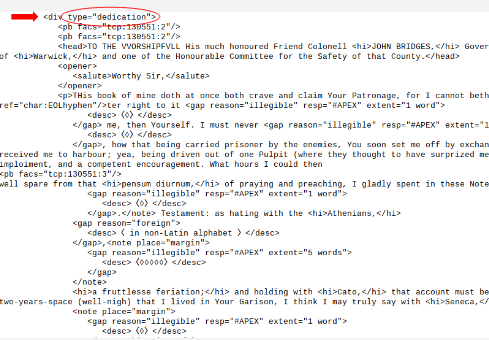 <div type="dedication">
<pb facs="tcp:130551:2"/>
<pb facs="tcp:130551:2"/>
<head>TO THE VVORSHIPFVLL His much honoured Friend Colonell <hi>JOHN BRIDGES,</hi> Gover
of <hi>Warwick,</hi> and one of the Honourable Committee for the Safety of that County.</head>
<opener>
<salute>Worthy Sir,</salute>
</opener>
<p>THis book of mine doth at once both crave and claim Your Patronage, for I cannot beth
ref="char:EOLhyphen"/>ter right to it <gap reason="illegible" resp="#APEX" extent="1 word">
<desc>〈◊〉</desc>
</gap> me, then Yourself. I must never <gap reason="illegible" resp="#APEX" extent="1
<desc>〈◊〉</desc>
</gap>, how that being carried prisoner by the enemies, You soon set me off by exchan
received me to harbour; yea, being driven out of one Pulpit (where they thought to have surprized me
imploiment, and a competent encouragement. What hours I could then
<pb facs="tcp:130551:3"/>
well spare from that <hi>pensum diurnum,</hi> of praying and preaching, I gladly spent in these Note
<gap reason="illegible" resp="#APEX" extent="1 word">
<desc>〈◊〉</desc>
</gap>.</note> Testament: as hating with the <hi>Athenians,</hi>
<gap reason="foreign">
<desc>〈 in non-Latin alphabet 〉</desc>
</gap>,<note place="margin">
<gap reason="illegible" resp="#APEX" extent="5 words">
<desc>〈◊◊◊◊◊〉</desc>
</gap>
</note>
<hi>a fruttlesse feriation;</hi> and holding with <hi>Cato,</hi> that account must be
two-years-space (well-nigh) that I lived in Your Garison, I think I may truly say with <hi>Seneca,</
<note place="margin">
<gap reason="illegible" resp="#APEX" extent="1 word">
<desc>〈◊〉</desc>